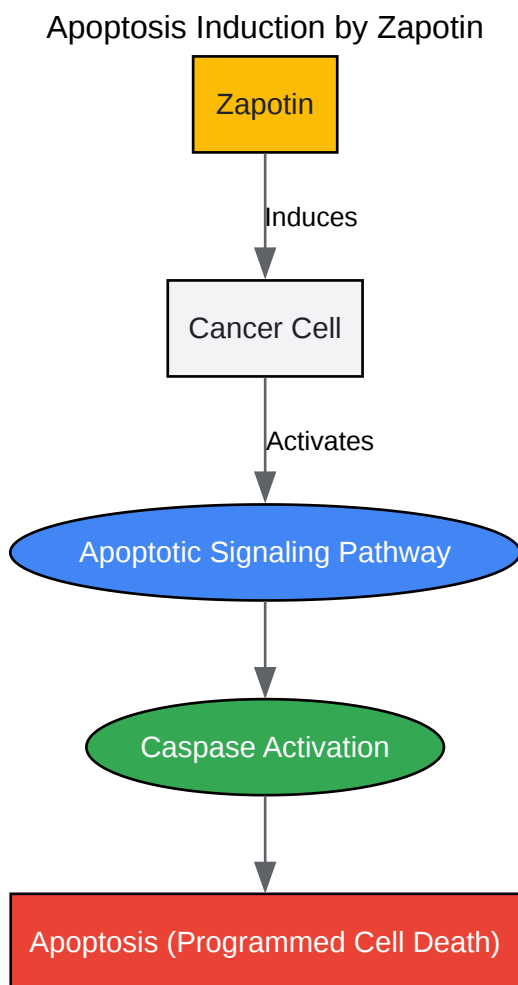 Apoptosis Induction by Zapotin
Zapotin
Induces
Cancer Cell
Activates
Apoptotic Signaling Pathway
Caspase Activation
Apoptosis (Programmed Cell Death)